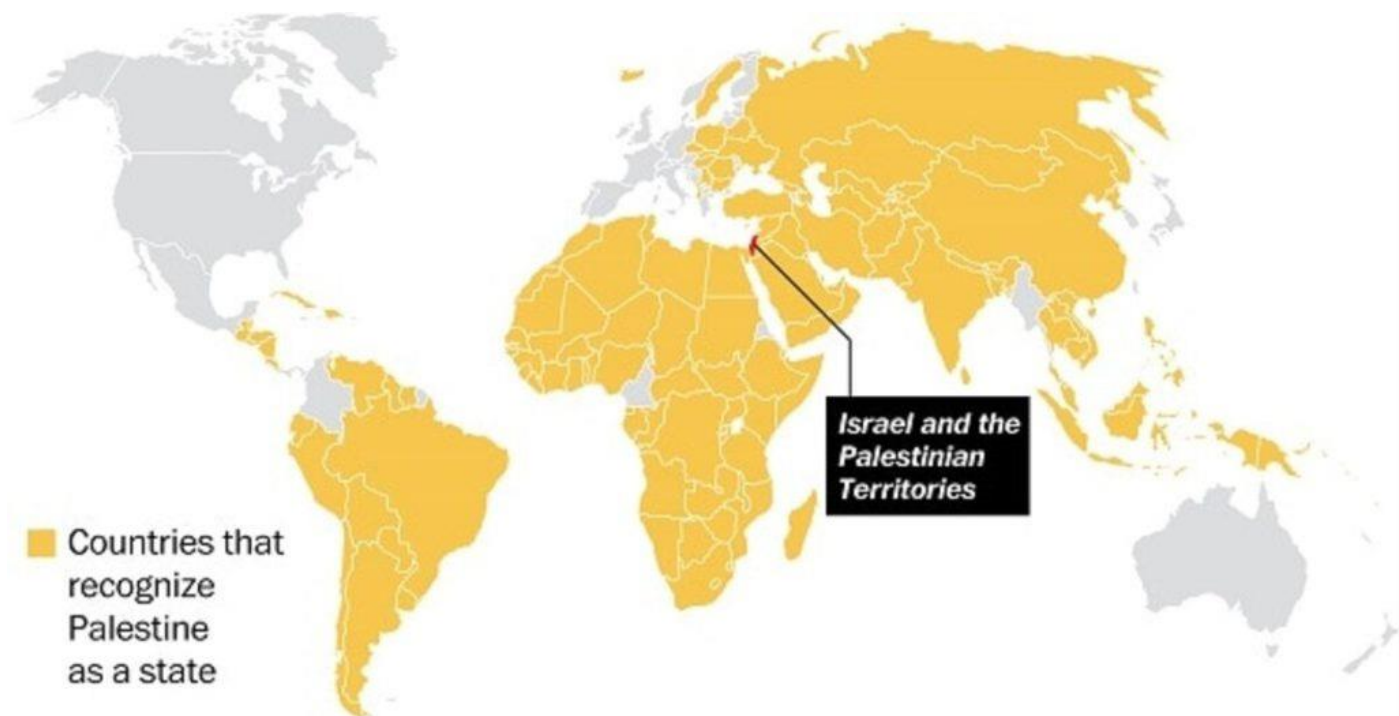 Israel and the
Palestinian
Territories
Countries that
recognize
Palestine
as a state